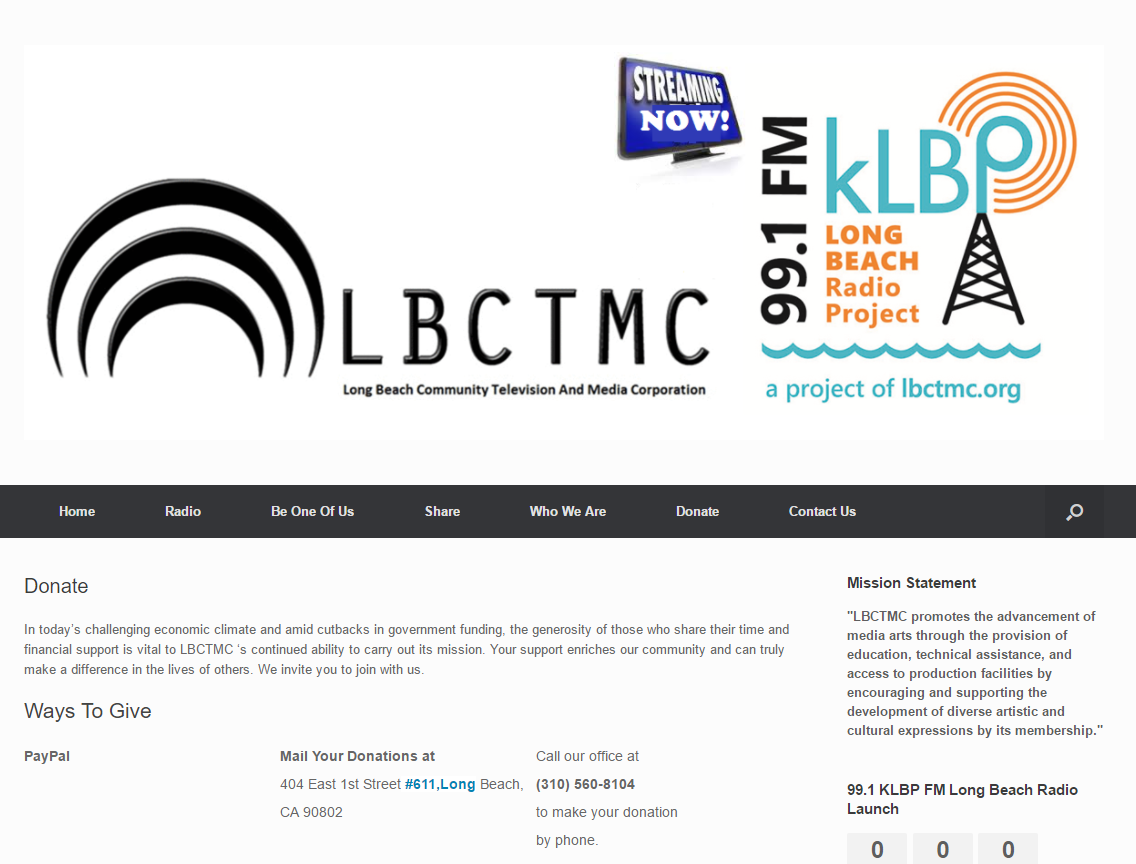 STREAMING
NOW!
99.1 FM
kLBP
LONG
BEACH
Radio
Project
a project of lbctmc.org
LBCTMC
Long Beach Community Television And Media Corporation
Home Radio Be One Of Us Share Who We Are Donate Contact Us
Donate
In today’s challenging economic climate and amid cutbacks in government funding, the generosity of those who share their time and
financial support is vital to LBCTMC ‘s continued ability to carry out its mission. Your support enriches our community and can truly
make a difference in the lives of others. We invite you to join with us.
Ways To Give
PayPal
Mail Your Donations at
404 East 1st Street #611,Long Beach,
CA 90802
Call our office at
(310) 560-8104
to make your donation
by phone.
Mission Statement
"LBCTMC promotes the advancement of
media arts through the provision of
education, technical assistance, and
access to production facilities by
encouraging and supporting the
development of diverse artistic and
cultural expressions by its membership."
99.1 KLBP FM Long Beach Radio
Launch
0 0 0